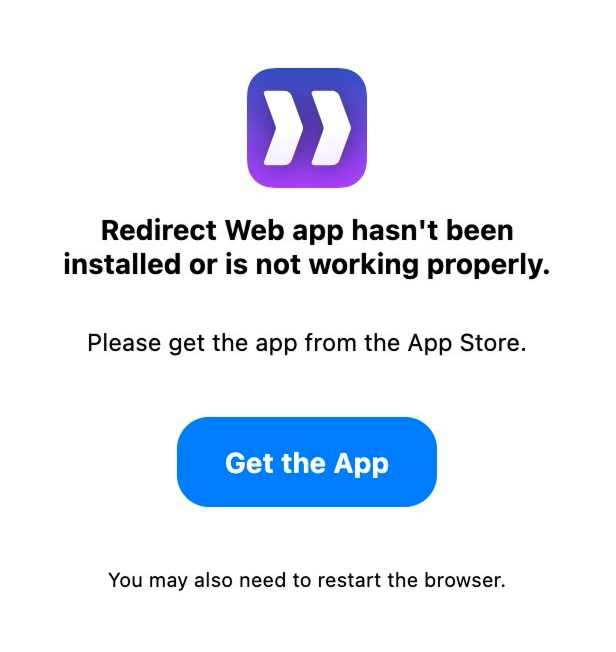 Redirect Web app hasn't been
installed or is not working properly.
Please get the app from the App Store.
Get the App
You may also need to restart the browser.